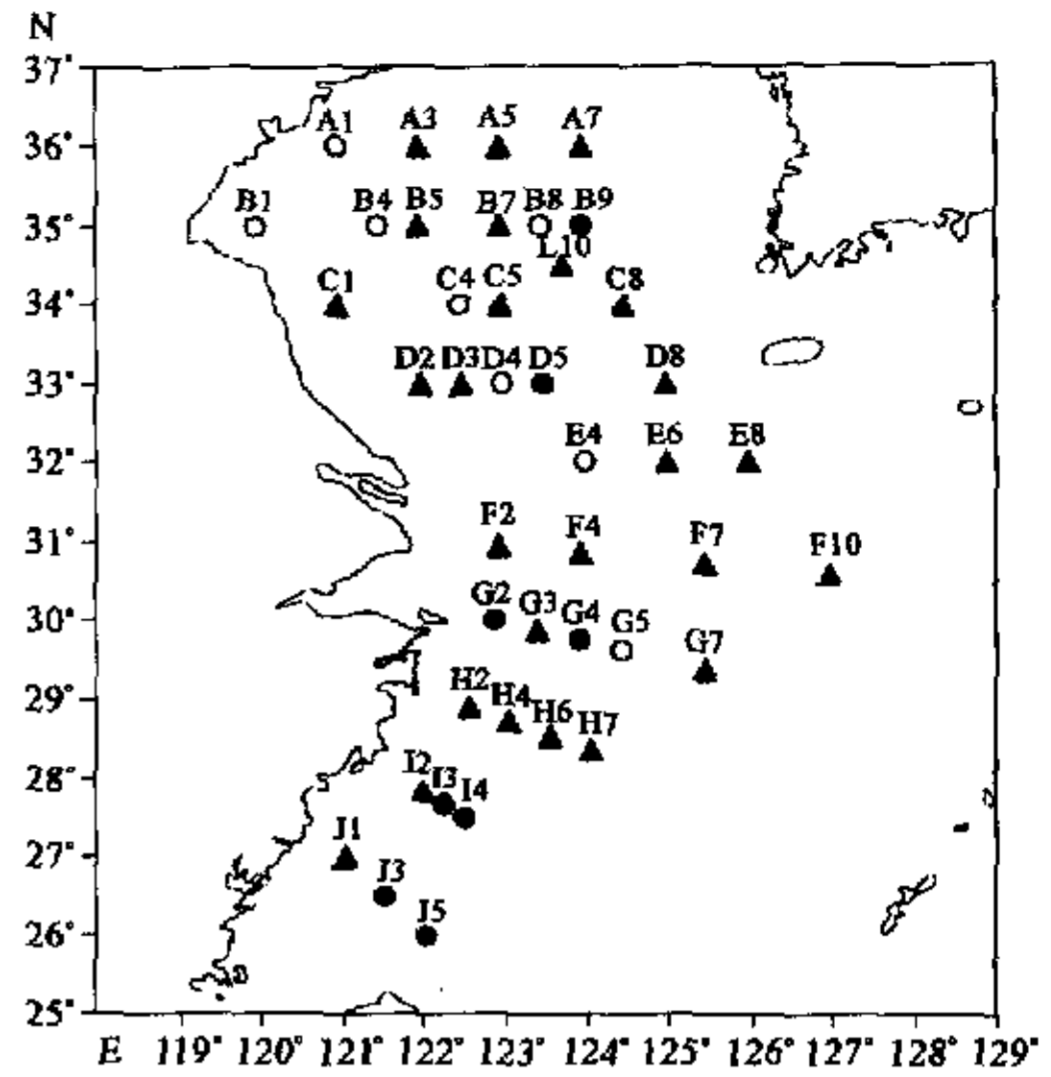 N
37°
A1 A3 A5 A7
36°
B1 B4 B5 B7 B8 B9
35°
L10
C1 C4 C5 C8
34°
D2 D3 D4 D5 D8
33°
E4 E6 E8
32°
F2 F4 F7 F10
31°
G2 G3 G4 G5 G7
30°
29°
H2 H4 H6 H7
28°
I2 I3 I4
27°
J1 J3 J5
26°
25°
E 119° 120° 121° 122° 123° 124° 125° 126° 127° 128° 129°